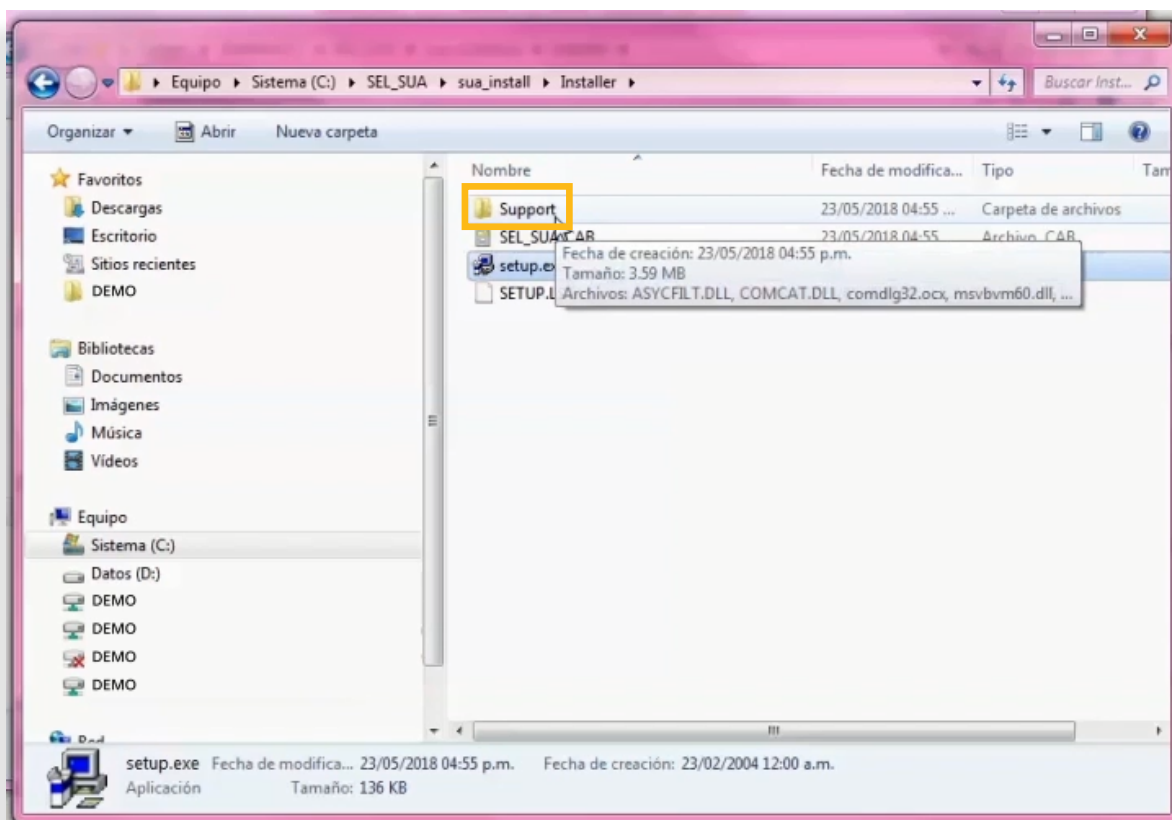 Equipo ▸ Sistema (C:) ▸ SEL_SUA ▸ sua_install ▸ Installer ▸
Buscar Inst...
Organizar
Abrir
Nueva carpeta
Favoritos
Descargas
Escritorio
Sitios recientes
DEMO
Bibliotecas
Documentos
Imágenes
Música
Vídeos
Equipo
Sistema (C:)
Datos (D:)
DEMO
DEMO
DEMO
DEMO
Red
Nombre Fecha de modifica... Tipo Tam
Support 23/05/2018 04:55 ... Carpeta de archivos
SEL_SUA.CAB 23/05/2018 04:55 Archivo CAB
setup.ex
SETUP.L
Fecha de creación: 23/05/2018 04:55 p.m.
Tamaño: 3.59 MB
Archivos: ASYCFILT.DLL, COMCAT.DLL, comdlg32.ocx, msvbvm60.dll, ...
setup.exe Fecha de modifica... 23/05/2018 04:55 p.m. Fecha de creación: 23/02/2004 12:00 a.m.
Aplicación Tamaño: 136 KB